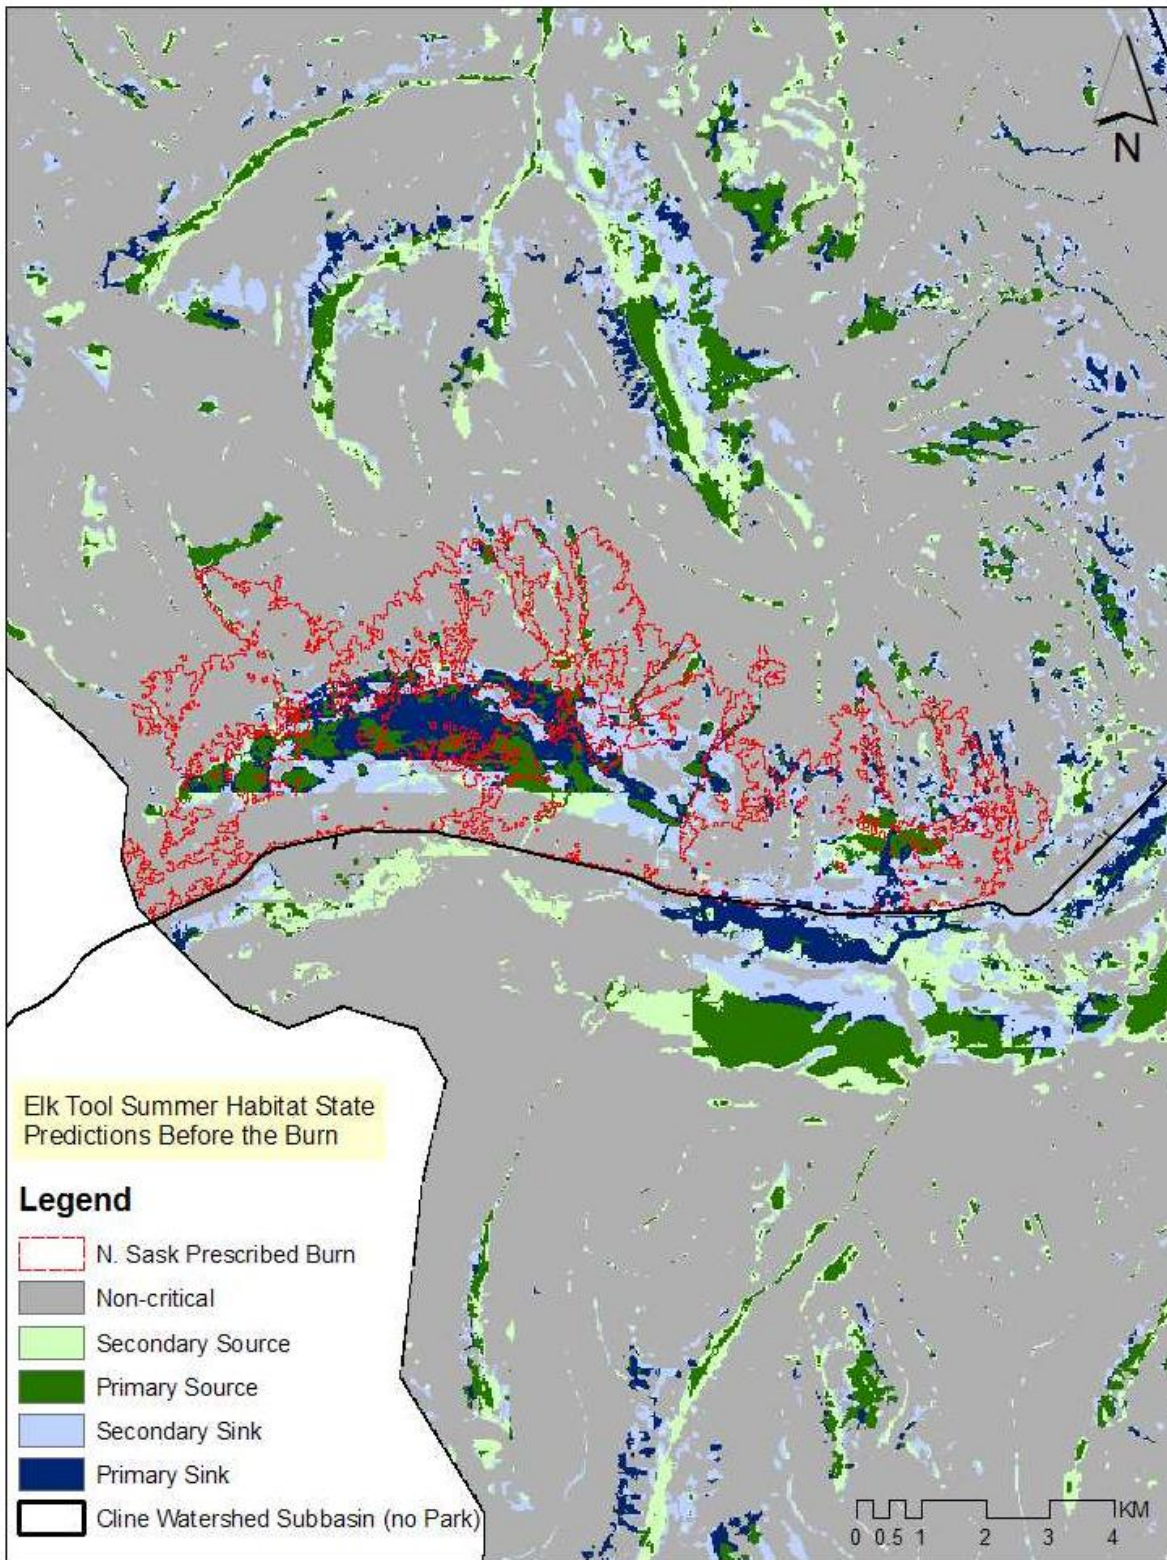 N
Elk Tool Summer Habitat State
Predictions Before the Burn
Legend
N. Sask Prescribed Burn
Non-critical
Secondary Source
Primary Source
Secondary Sink
Primary Sink
Cline Watershed Subbasin (no Park)
KM
0 0.5 1 2 3 4